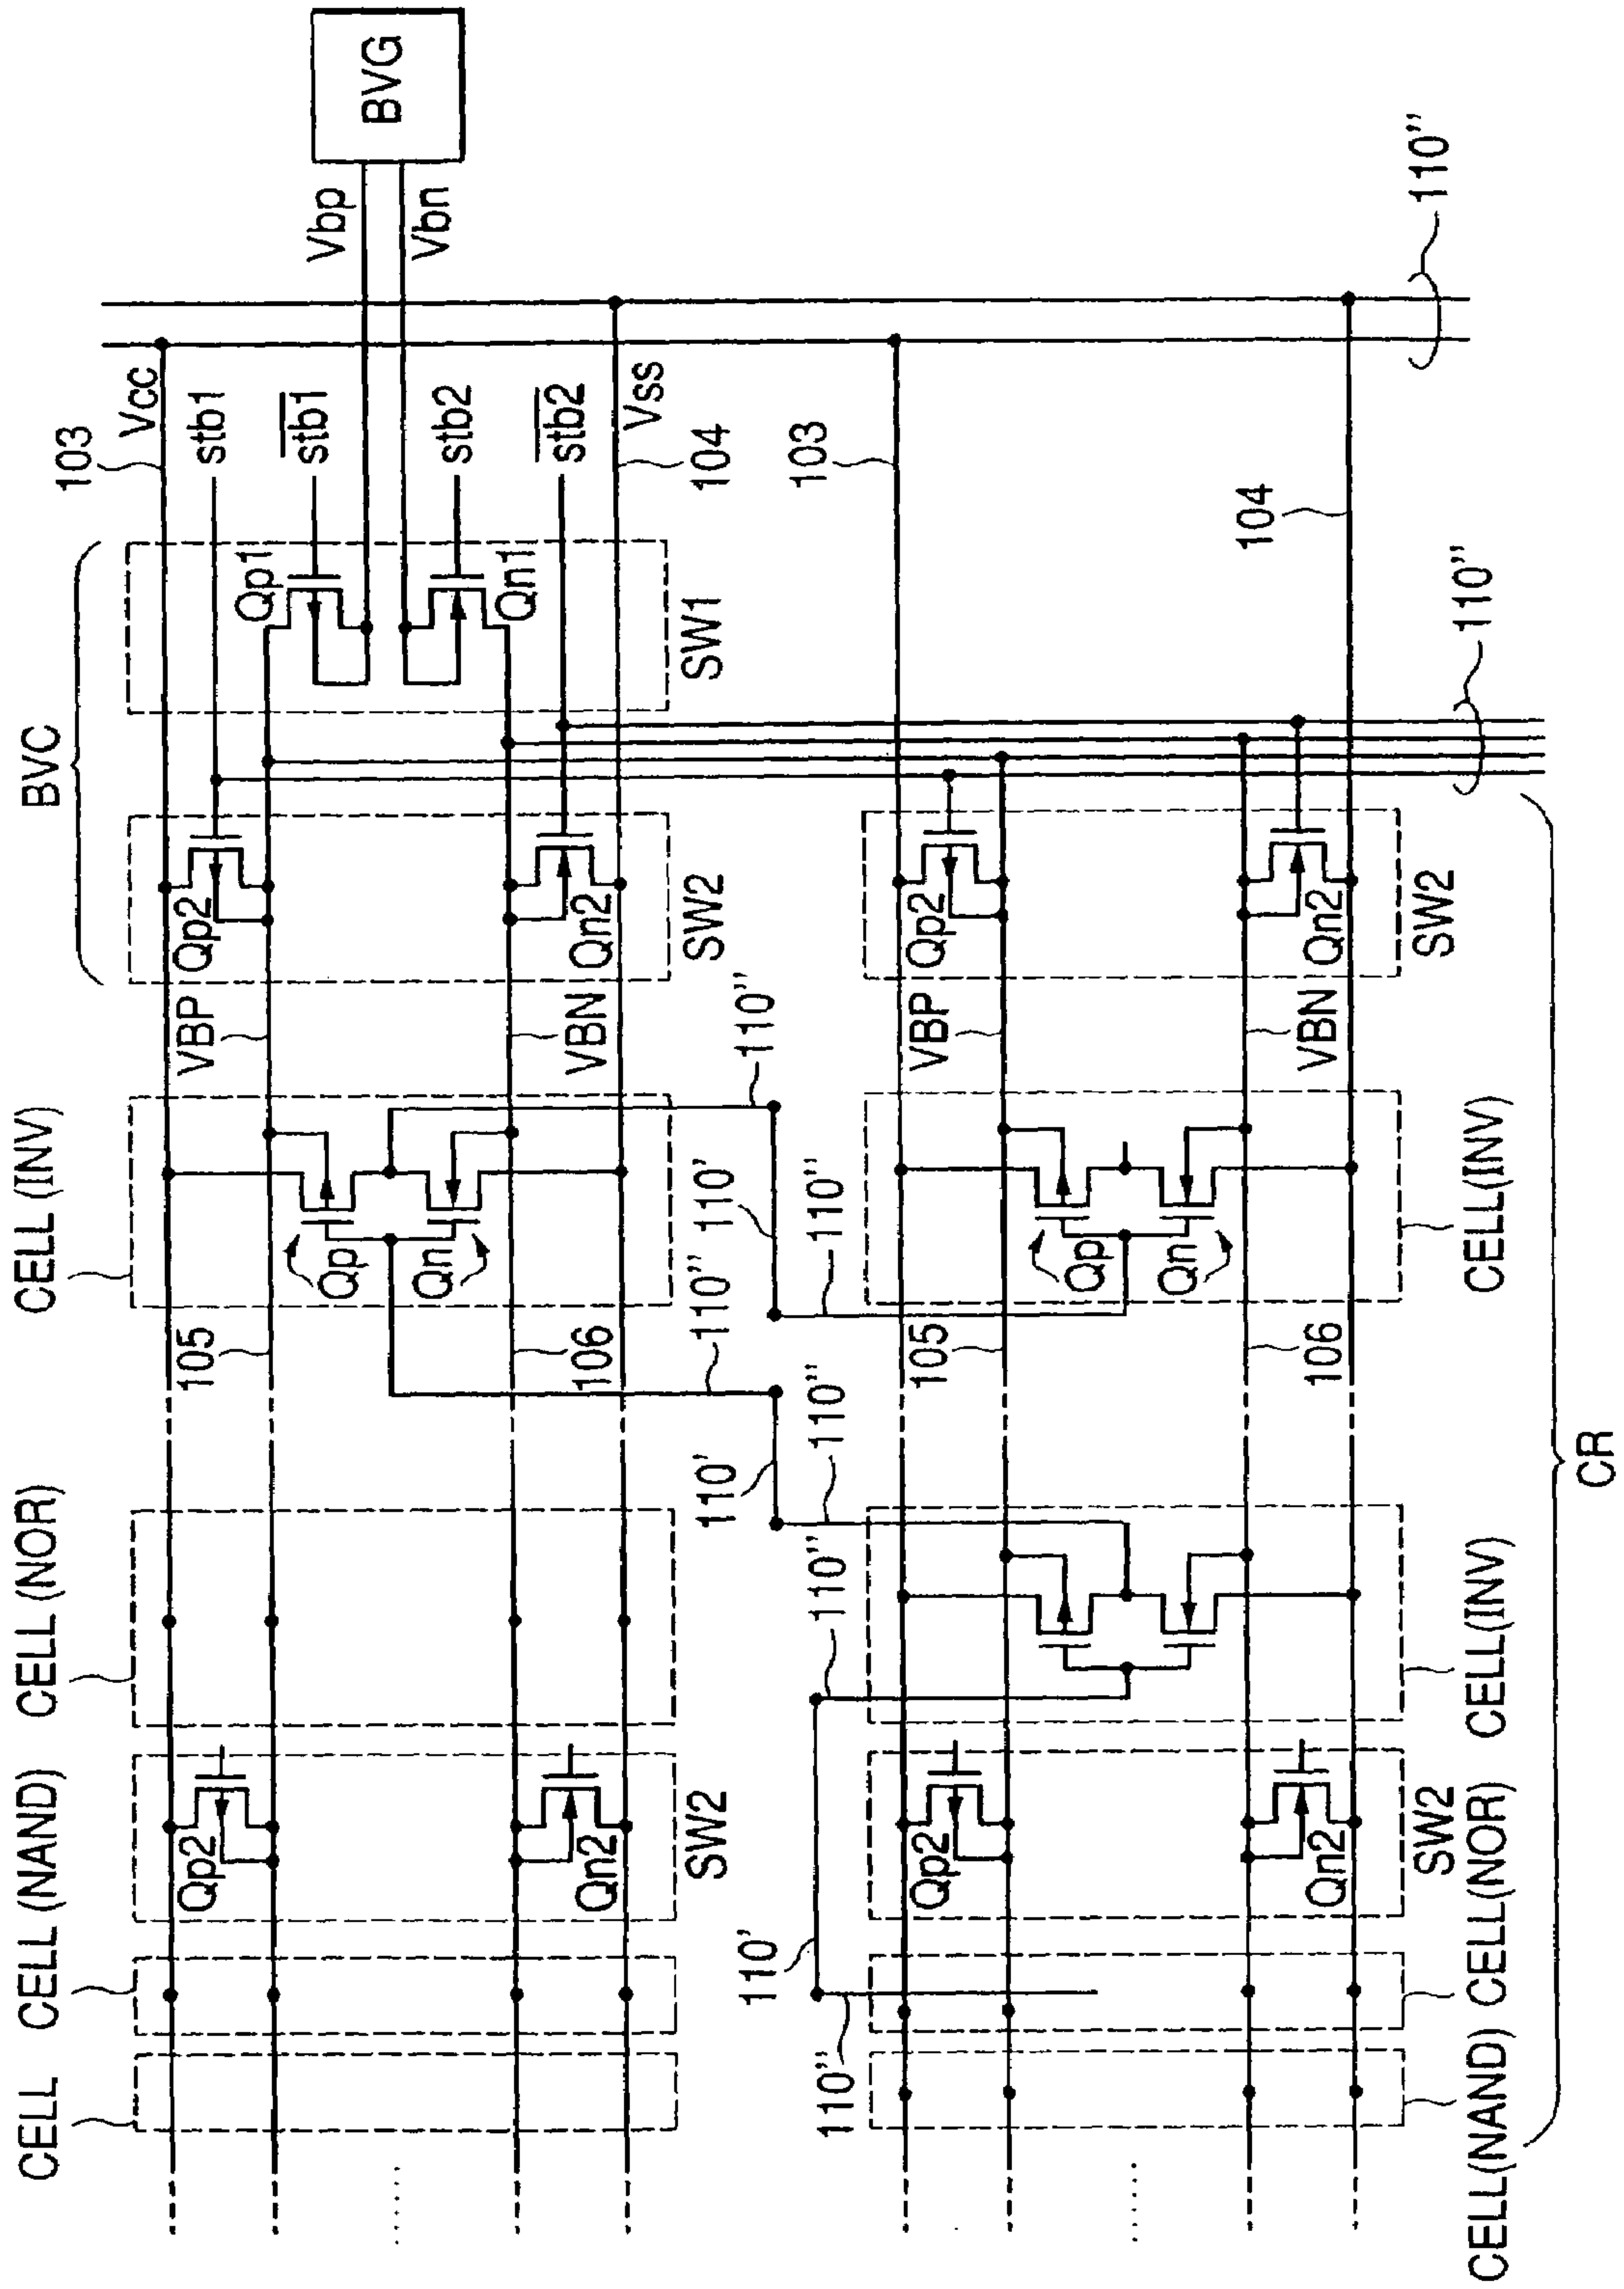 BVG
Vbp
Vbn
110''
103
Vcc
stb1
stb1
stb2
stb2
Vss
104
103
104
BVC
Qp1
Qn1
SW1
110''
Qp2
Qn2
SW2
Qp2
Qn2
SW2
VBP
VBN
110''
VBP
VBN
CELL (INV)
Qp
Qn
110'
110''
Qp
Qn
CELL(INV)
105
106
110''
105
106
110'
110''
CR
CELL (NOR)
110''
CELL(INV)
CELL (NAND)
Qp2
Qn2
SW2
Qp2
Qn2
SW2
CELL(NOR)
110'
110''
CELL
CELL(NAND)